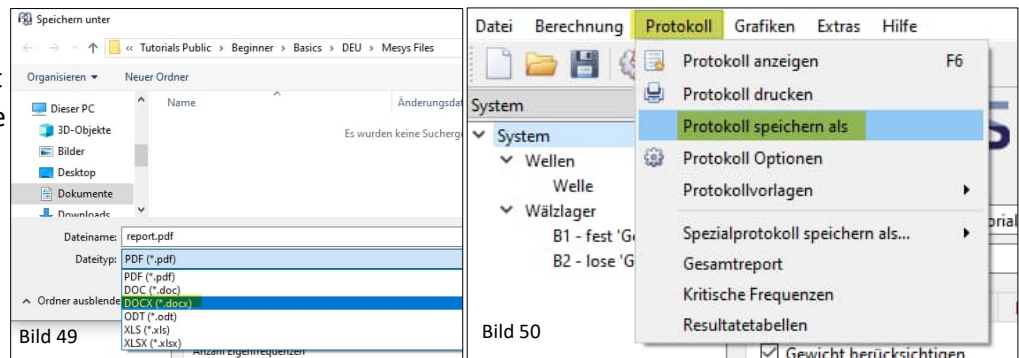 Speichern unter
« Tutorials Public > Beginner > Basics > DEU > Mesys Files
Organisieren Neuer Ordner
Dieser PC
3D-Objekte
Bilder
Desktop
Dokumente
Downloads
Name Änderungsdat
Es wurden keine Sucherge
Dateiname: report.pdf
Dateityp: PDF (*.pdf)
PDF (*.pdf)
DOC (*.doc)
DOCX (*.docx)
ODT (*.odt)
XLS (*.xls)
XLSX (*.xlsx)
Ordner ausblende
Anzahl Eigenfrequenzen
Bild 49
Datei Berechnung Protokoll Grafiken Extras Hilfe
System
System
Wellen
Welle
Wälzlager
B1 - fest 'Ge
B2 - lose 'G
Protokoll anzeigen F6
Protokoll drucken
Protokoll speichern als
Protokoll Optionen
Protokollvorlagen
Spezialprotokoll speichern als...
Gesamtreport
Kritische Frequenzen
Resultatetabellen
Gewicht berücksichtigen
Bild 50